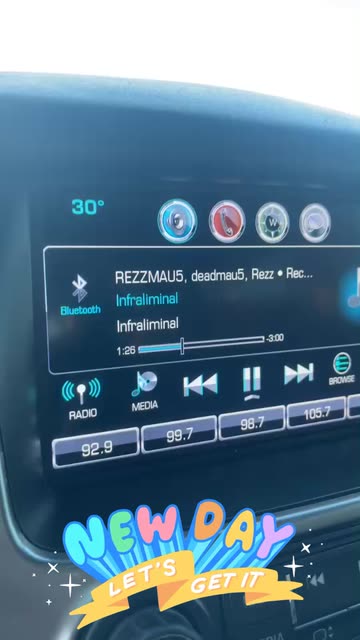 30°
W
REZZMAU5, deadmau5, Rezz • Rec...
Infraliminal
Bluetooth
Infraliminal
1:26 -3:00
RADIO MEDIA BROWSE
92.9 99.7 98.7 105.7
NEW DAY
LET'S GET IT